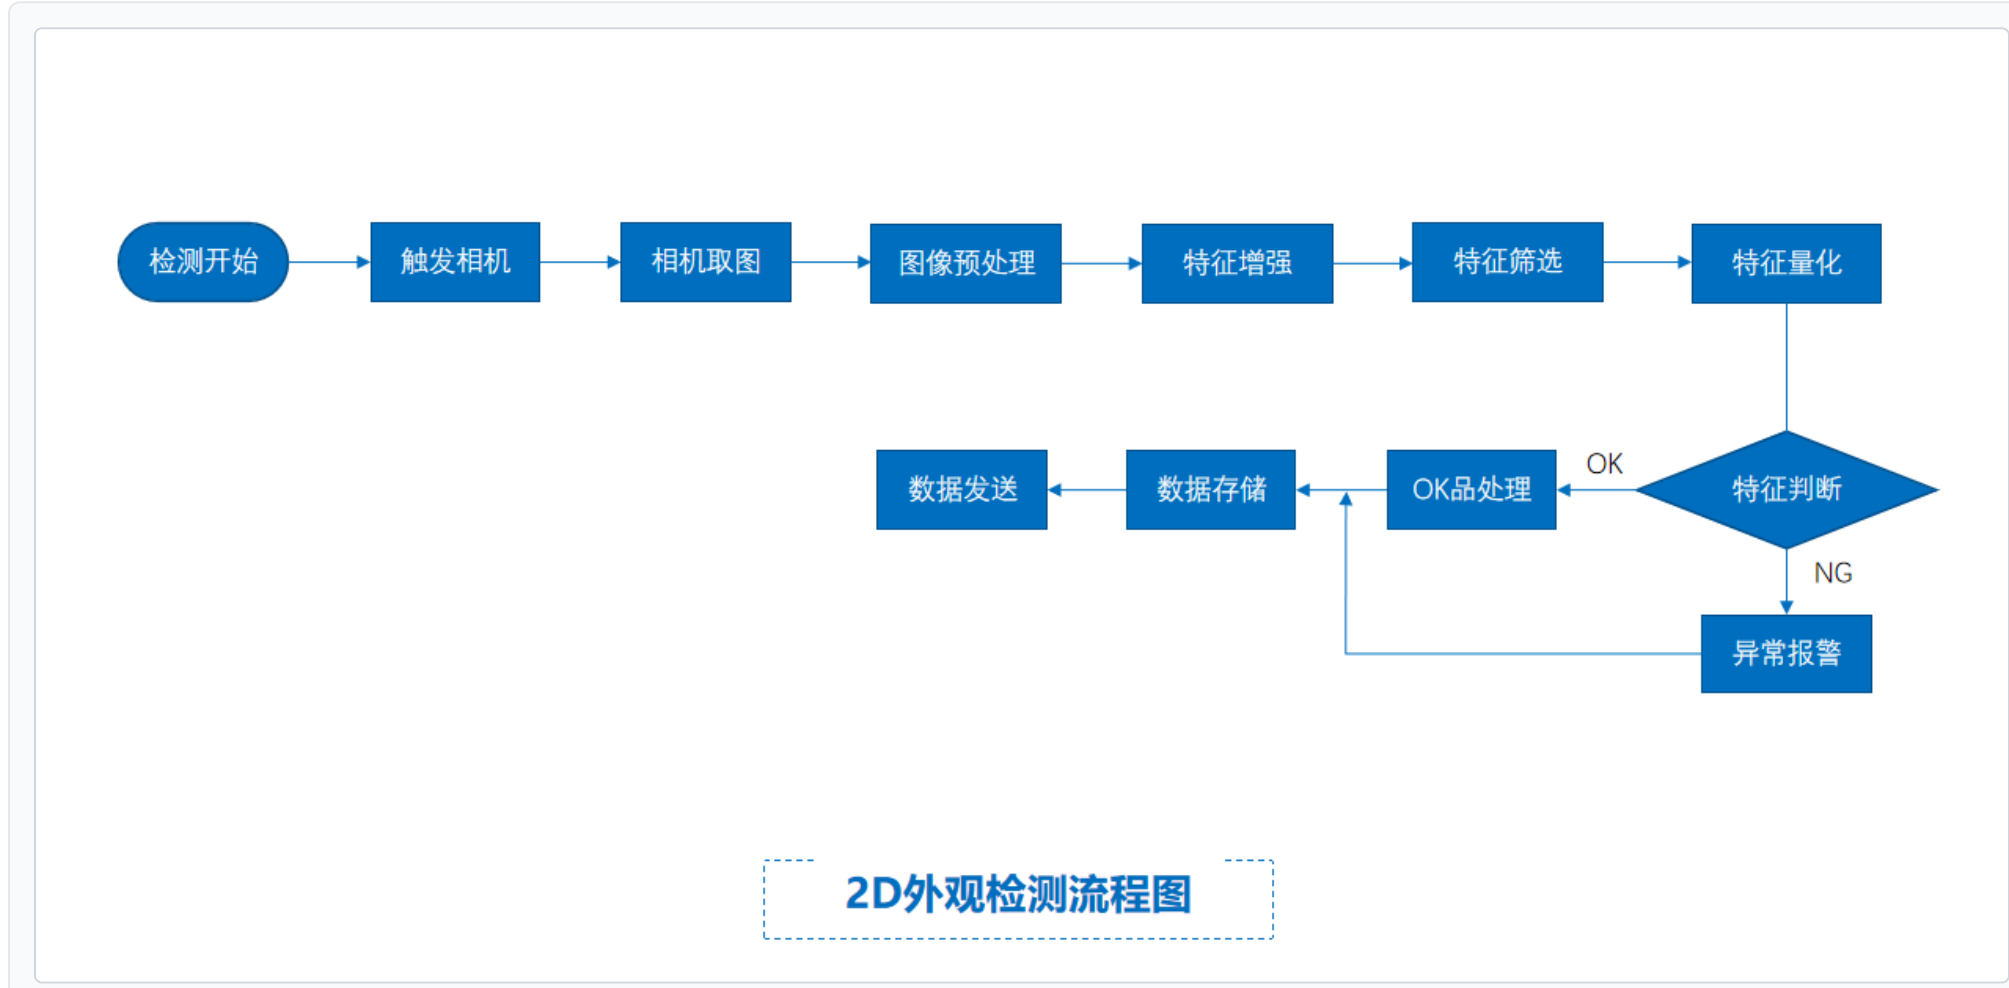 检测开始
触发相机
相机取图
图像预处理
特征增强
特征筛选
特征量化
特征判断
OK
OK品处理
数据存储
数据发送
NG
异常报警
2D外观检测流程图